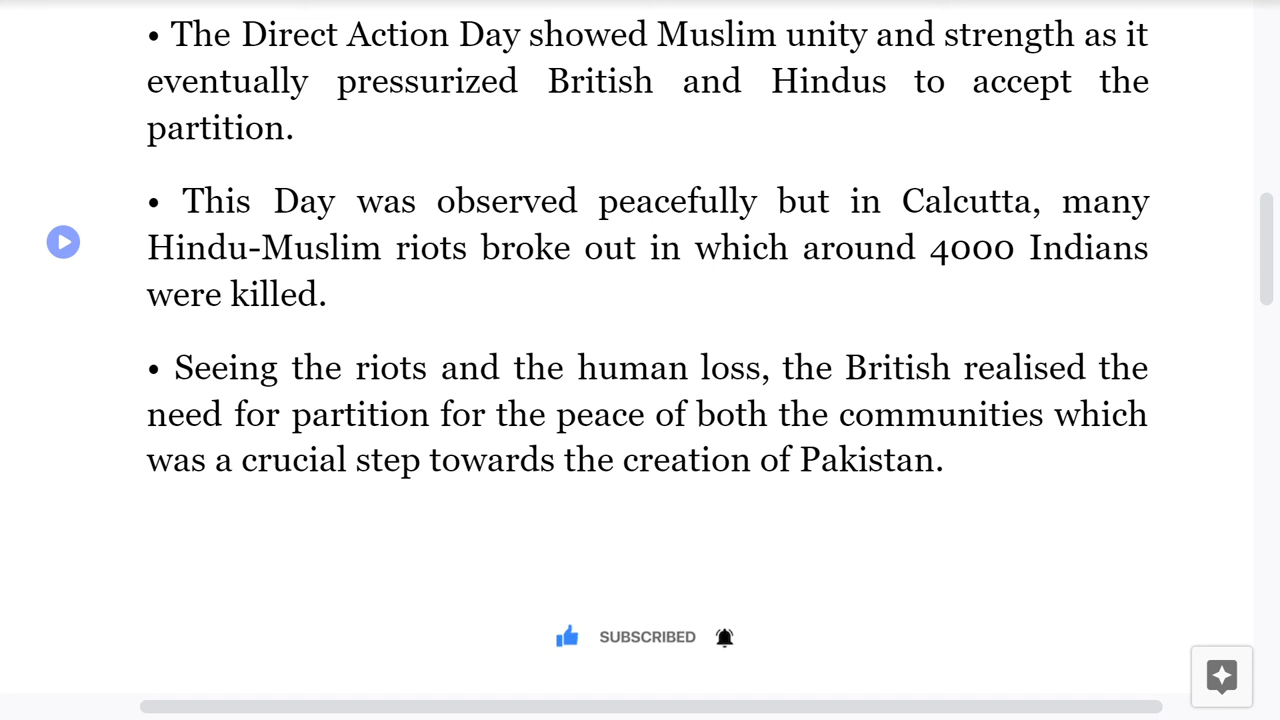 • The Direct Action Day showed Muslim unity and strength as it
eventually pressurized British and Hindus to accept the
partition.
• This Day was observed peacefully but in Calcutta, many
Hindu-Muslim riots broke out in which around 4000 Indians
were killed.
• Seeing the riots and the human loss, the British realised the
need for partition for the peace of both the communities which
was a crucial step towards the creation of Pakistan.
SUBSCRIBED